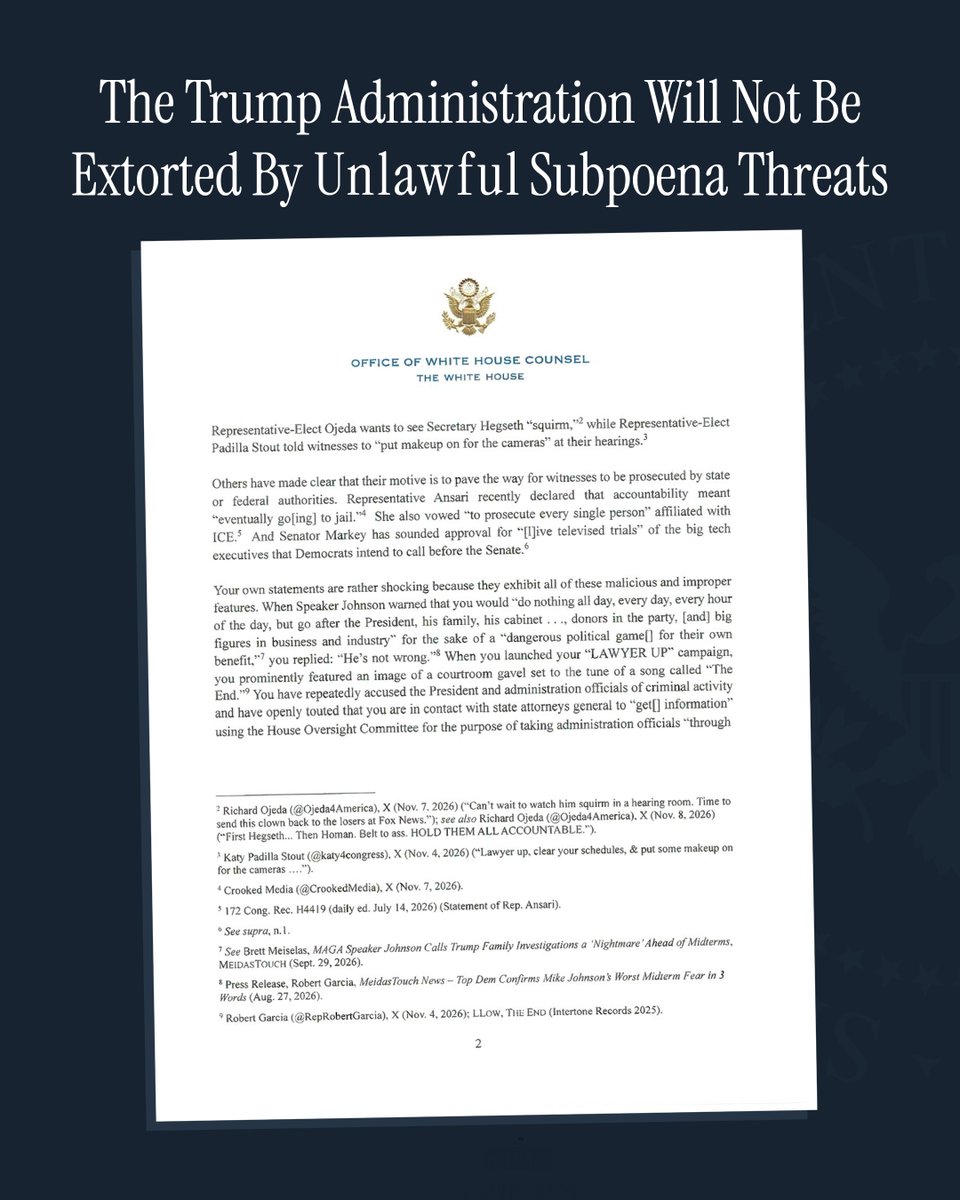 The Trump Administration Will Not Be
Extorted By Unlawful Subpoena Threats
OFFICE OF WHITE HOUSE COUNSEL
THE WHITE HOUSE
Representative-Elect Ojeda wants to see Secretary Hegseth “squirm,”2 while Representative-Elect
Padilla Stout told witnesses to “put makeup on for the cameras” at their hearings.3
Others have made clear that their motive is to pave the way for witnesses to be prosecuted by state
or federal authorities. Representative Ansari recently declared that accountability meant
“eventually go[ing] to jail.”4 She also vowed “to prosecute every single person” affiliated with
ICE.5 And Senator Markey has sounded approval for “[l]ive televised trials” of the big tech
executives that Democrats intend to call before the Senate.6
Your own statements are rather shocking because they exhibit all of these malicious and improper
features. When Speaker Johnson warned that you would “do nothing all day, every day, every hour
of the day, but go after the President, his family, his cabinet . . ., donors in the party, [and] big
figures in business and industry” for the sake of a “dangerous political game[] for their own
benefit,”7 you replied: “He’s not wrong.”8 When you launched your “LAWYER UP” campaign,
you prominently featured an image of a courtroom gavel set to the tune of a song called “The
End.”9 You have repeatedly accused the President and administration officials of criminal activity
and have openly touted that you are in contact with state attorneys general to “get[] information”
using the House Oversight Committee for the purpose of taking administration officials “through
2 Richard Ojeda (@Ojeda4America), X (Nov. 7, 2026) (“Can’t wait to watch him squirm in a hearing room. Time to
send this clown back to the losers at Fox News.”); see also Richard Ojeda (@Ojeda4America), X (Nov. 8, 2026)
(“First Hegseth... Then Homan. Belt to ass. HOLD THEM ALL ACCOUNTABLE.”).
3 Katy Padilla Stout (@katy4congress), X (Nov. 4, 2026) (“Lawyer up, clear your schedules, & put some makeup on
for the cameras ….”).
4 Crooked Media (@CrookedMedia), X (Nov. 7, 2026).
5 172 Cong. Rec. H4419 (daily ed. July 14, 2026) (Statement of Rep. Ansari).
6 See supra, n.1.
7 See Brett Meiselas, MAGA Speaker Johnson Calls Trump Family Investigations a ‘Nightmare’ Ahead of Midterms,
MEIDASTOUCH (Sept. 29, 2026).
8 Press Release, Robert Garcia, MeidasTouch News – Top Dem Confirms Mike Johnson’s Worst Midterm Fear in 3
Words (Aug. 27, 2026).
9 Robert Garcia (@RepRobertGarcia), X (Nov. 4, 2026); LLOW, THE END (Intertone Records 2025).
2